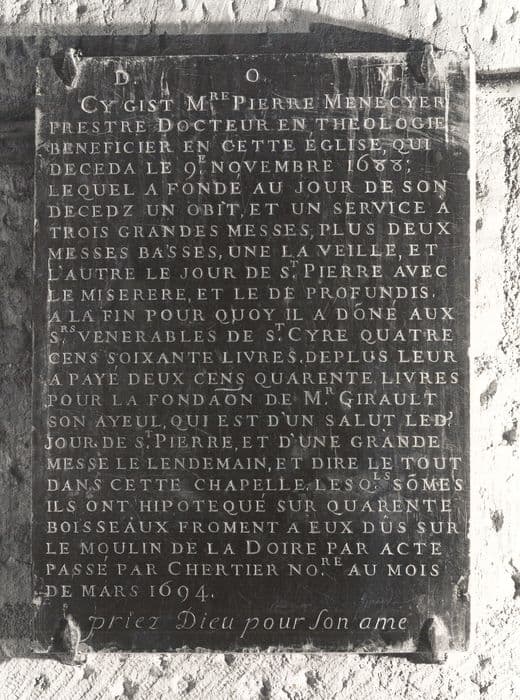 D. O. M.
CY GIST MRE PIERRE MENECYER
PRESTRE DOCTEUR EN THEOLOGIE
BENEFICIER EN CETTE EGLISE, QUI
DECEDA LE 9E NOVEMBRE 1688;
LEQUEL A FONDE AU JOUR DE SON
DECEDZ UN OBIT, ET UN SERVICE A
TROIS GRANDES MESSES, PLUS DEUX
MESSES BASSES, UNE LA VEILLE, ET
L'AUTRE LE JOUR DE ST PIERRE AVEC
LE MISERERE, ET LE DE PROFUNDIS.
A LA FIN POUR QUOY IL A DÕNE AUX
SRS VENERABLES DE ST CYRE QUATRE
CENS SOIXANTE LIVRES. DEPLUS LEUR
A PAYÉ DEUX CENS QUARENTE LIVRES
POUR LA FONDAÕN DE MR GIRAULT
SON AYEUL, QUI EST D'UN SALUT LED.
JOUR DE ST PIERRE, ET D'UNE GRANDE
MESSE LE LENDEMAIN, ET DIRE LE TOUT
DANS CETTE CHAPELLE. LESQLS SÕMES
ILS ONT HIPOTEQUÉ SUR QUARENTE
BOISSEAUX FROMENT A EUX DÛS SUR
LE MOULIN DE LA DOIRE PAR ACTE
PASSÉ PAR CHERTIER NO.RE AU MOIS
DE MARS 1694.
priez Dieu pour son ame